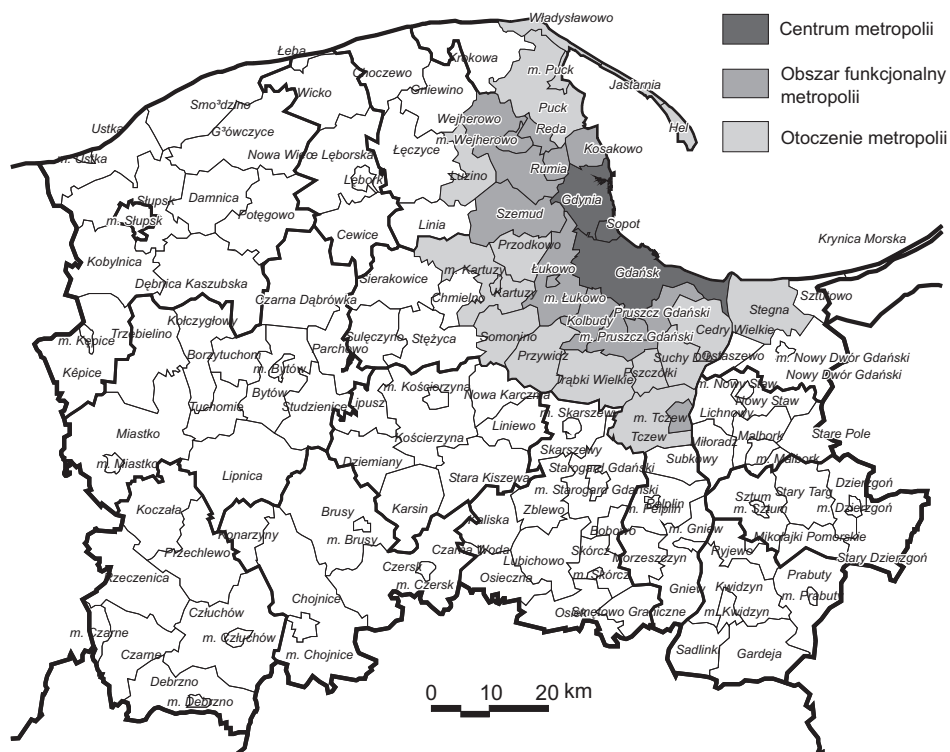 Władysławowo
Centrum metropolii
Obszar funkcjonalny
metropolii
Otoczenie metropolii
Łeba
Krokowa
Choczewo
m. Puck
Gniewino
Jastarnia
Wicko
Smo³dzino
Puck
Wejherowo
Hel
Ustka
G³ówczyce
Reda
m. Wejherowo
Kosakowo
m. Ustka
Nowa Wieœ Lęborska
Łęczyce
Rumia
Luzino
Lębork
Gdynia
Słupsk
Damnica
Szemud
m. Słupsk
Potęgowo
Sopot
Linia
Cewice
Przodkowo
Krynica Morska
Kobylnica
Sierakowice
m. Kartuzy
Żukowo
Gdańsk
Dębnica Kaszubska
Chmielno
Kartuzy
Czarna Dąbrówka
m. Żukowo
Stegna
Sztutowo
Kołczygłowy
Kolbudy
Pruszcz Gdański
Trzebielino
Sulęczyno
Somonino
m. Pruszcz Gdański
Cedry Wielkie
m. Kępice
Borzytuchom
Parchowo
Stężyca
Przywidz
Suchy Dąb
Ostaszewo
m. Nowy Dwór Gdański
Kêpice
m. Bytów
Trąbki Wielkie
Pszczółki
Nowy Dwór Gdański
Bytów
m. Kościerzyna
m. Nowy Staw
Tuchomie
Studzienice
Lipusz
Nowa Karczma
m. Skarszewy
m. Tczew
Lichnowy
Nowy Staw
Miastko
Liniewo
Tczew
Miłoradz
Malbork
Stare Pole
Kościerzyna
m. Miastko
Lipnica
Dziemiany
Skarszewy
Subkowy
m. Malbork
Starogard Gdański
Stara Kiszewa
m. Starogard Gdański
Pelplin
Sztum
Stary Targ
Dzierzgoń
Koczała
Brusy
Karsin
Zblewo
m. Pelplin
m. Sztum
m. Dzierzgoń
Konarzyny
m. Brusy
Kaliska
Bobowo
m. Gniew
Mikołajki Pomorskie
Przechlewo
Czarna Woda
Skórcz
Morzeszczyn
Ryjewo
Stary Dzierzgoń
Rzeczenica
Czersk
Lubichowo
m. Czersk
Osieczna
m. Skórcz
Prabuty
Chojnice
Gniew
Kwidzyn
m. Prabuty
Człuchów
Osiek
Smętowo Graniczne
m. Kwidzyn
m. Czarne
m. Człuchów
Czarne
m. Chojnice
Sadlinki
Gardeja
Debrzno
m. Debrzno
0 10 20 km